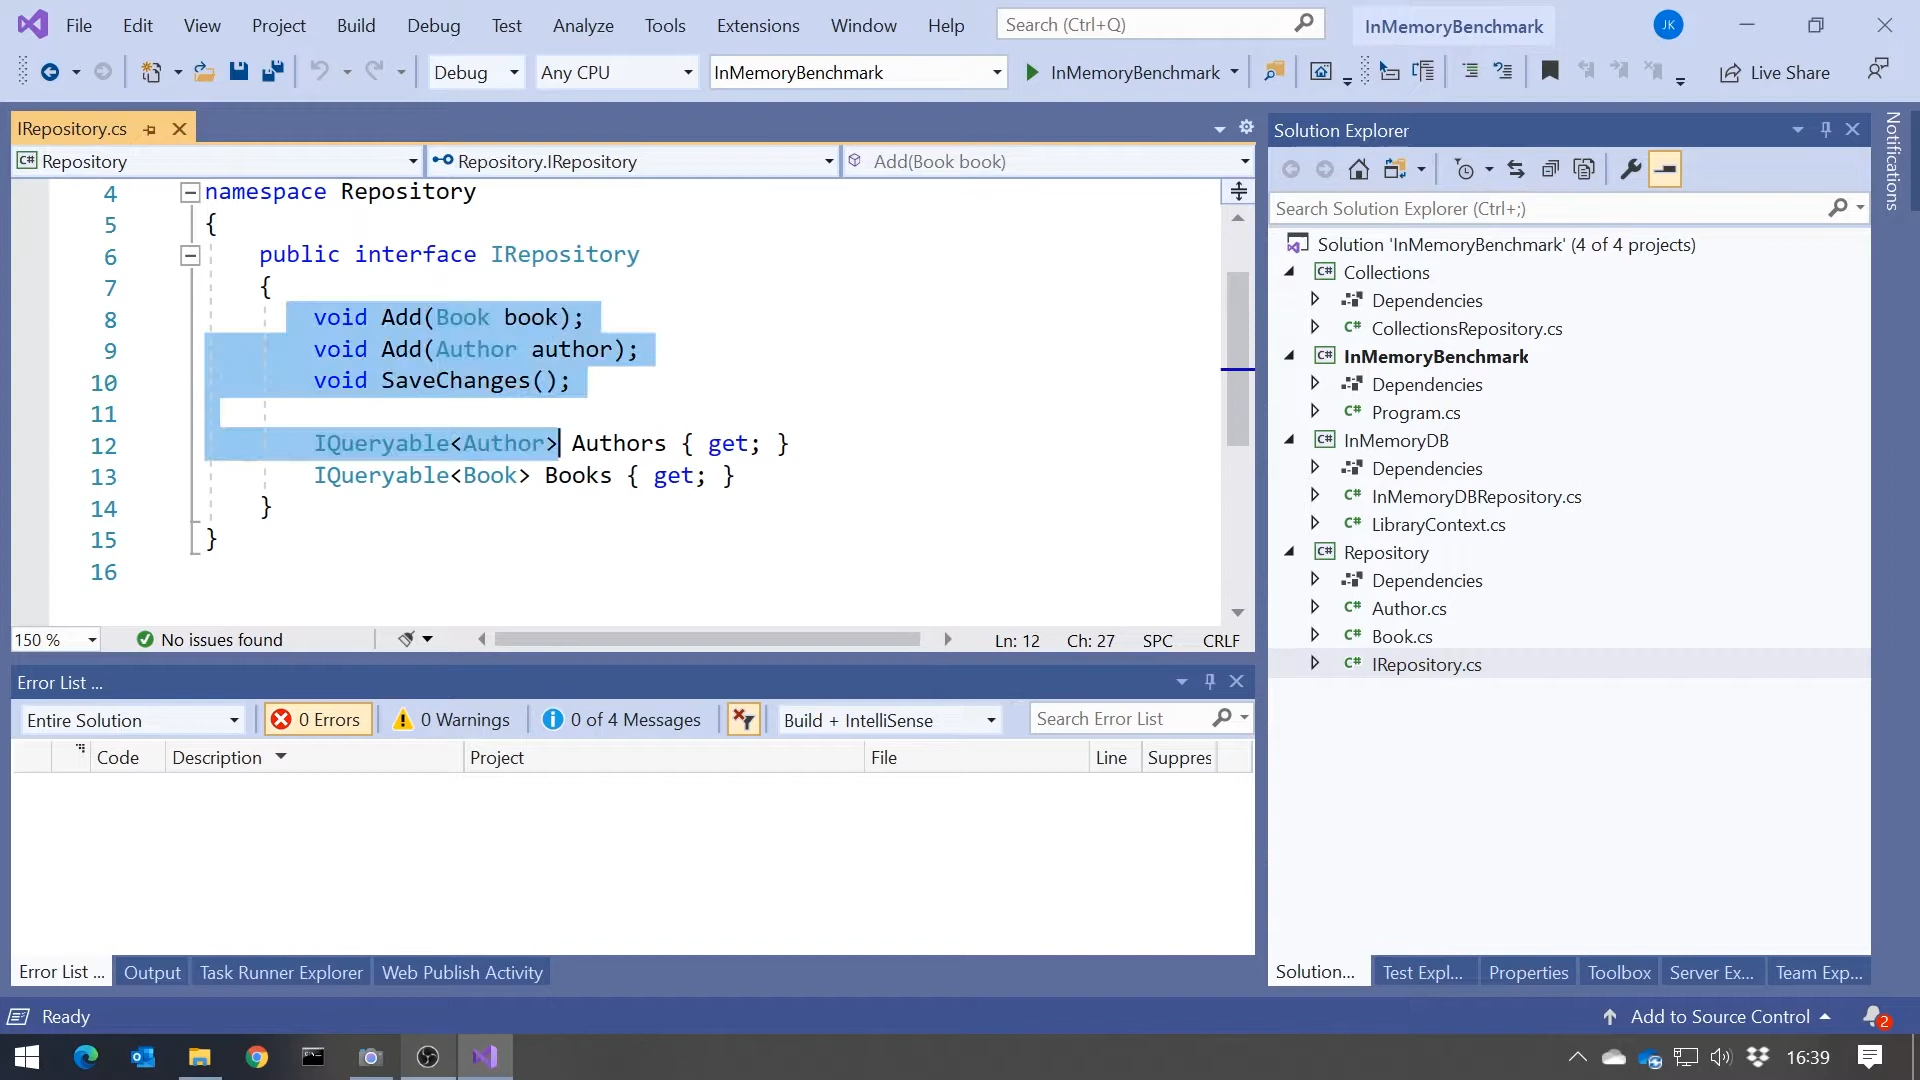 File Edit View Project Build Debug Test Analyze Tools Extensions Window Help Search (Ctrl+Q) InMemoryBenchmark JK
Debug Any CPU InMemoryBenchmark InMemoryBenchmark Live Share
IRepository.cs
C# Repository Repository.IRepository Add(Book book)
4 namespace Repository
5 {
6 public interface IRepository
7 {
8 void Add(Book book);
9 void Add(Author author);
10 void SaveChanges();
11
12 IQueryable<Author> Authors { get; }
13 IQueryable<Book> Books { get; }
14 }
15 }
16
150 % No issues found Ln: 12 Ch: 27 SPC CRLF
Error List ...
Entire Solution 0 Errors 0 Warnings 0 of 4 Messages Build + IntelliSense Search Error List
Code Description Project File Line Suppres
Error List ... Output Task Runner Explorer Web Publish Activity
Solution Explorer
Search Solution Explorer (Ctrl+;)
Solution 'InMemoryBenchmark' (4 of 4 projects)
C# Collections
Dependencies
C# CollectionsRepository.cs
C# InMemoryBenchmark
Dependencies
C# Program.cs
C# InMemoryDB
Dependencies
C# InMemoryDBRepository.cs
C# LibraryContext.cs
C# Repository
Dependencies
C# Author.cs
C# Book.cs
C# IRepository.cs
Solution... Test Expl... Properties Toolbox Server Ex... Team Exp...
Notifications
Ready Add to Source Control 2
16:39